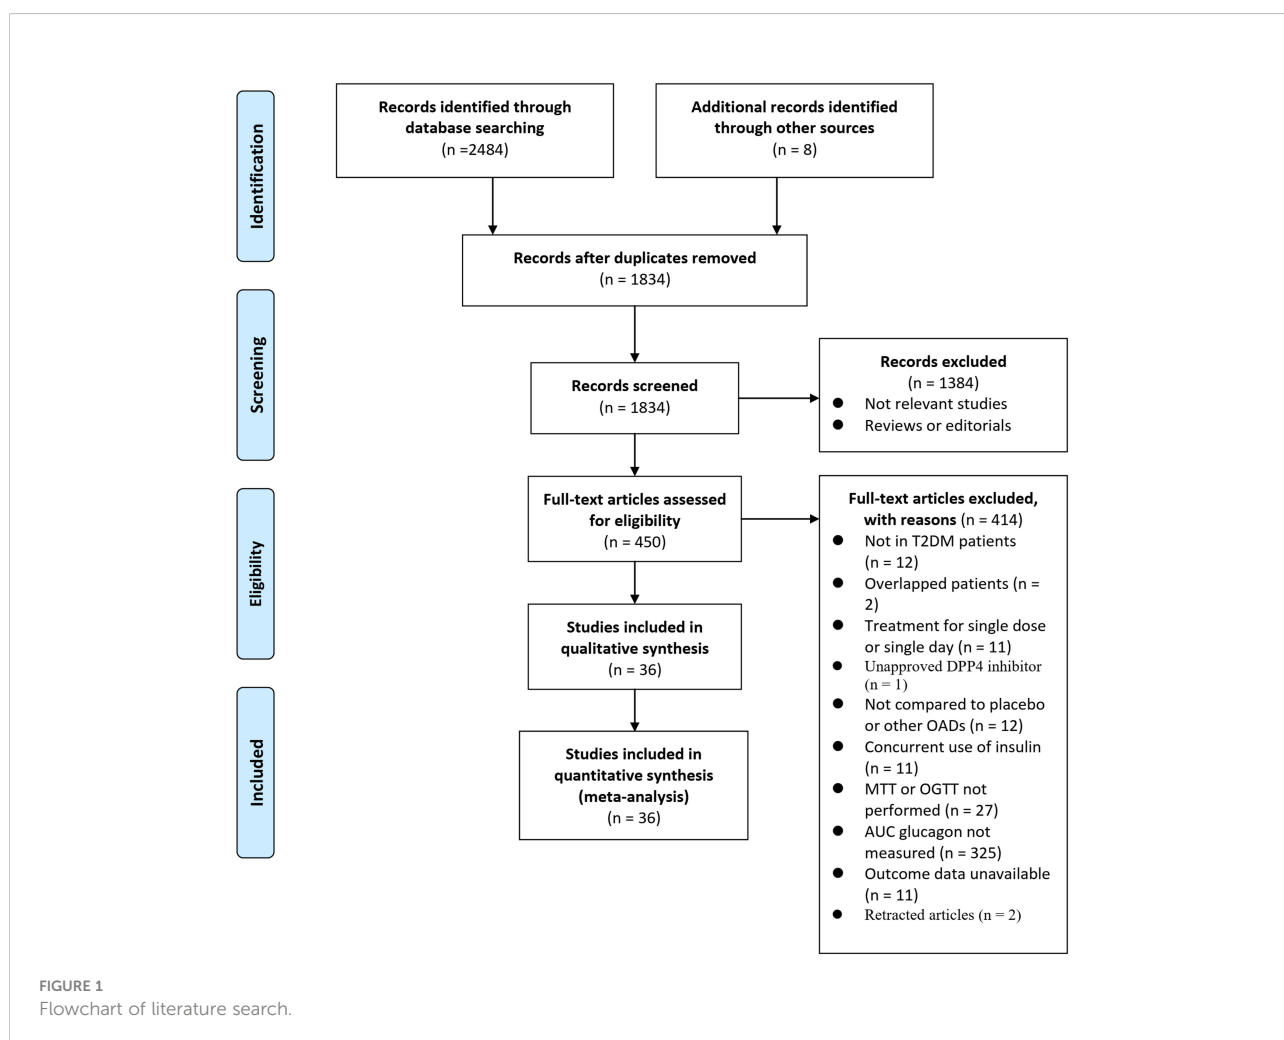 Identification
Records identified through
database searching
(n =2484)
Additional records identified
through other sources
(n = 8)
Records after duplicates removed
(n = 1834)
Screening
Records screened
(n = 1834)
Records excluded
(n = 1384)
● Not relevant studies
● Reviews or editorials
Eligibility
Full-text articles assessed
for eligibility
(n = 450)
Full-text articles excluded,
with reasons (n = 414)
● Not in T2DM patients
(n = 12)
● Overlapped patients (n =
2)
● Treatment for single dose
or single day (n = 11)
● Unapproved DPP4 inhibitor
(n = 1)
● Not compared to placebo
or other OADs (n = 12)
● Concurrent use of insulin
(n = 11)
● MTT or OGTT not
performed (n = 27)
● AUC glucagon not
measured (n = 325)
● Outcome data unavailable
(n = 11)
● Retracted articles (n = 2)
Studies included in
qualitative synthesis
(n = 36)
Included
Studies included in
quantitative synthesis
(meta-analysis)
(n = 36)
FIGURE 1
Flowchart of literature search.